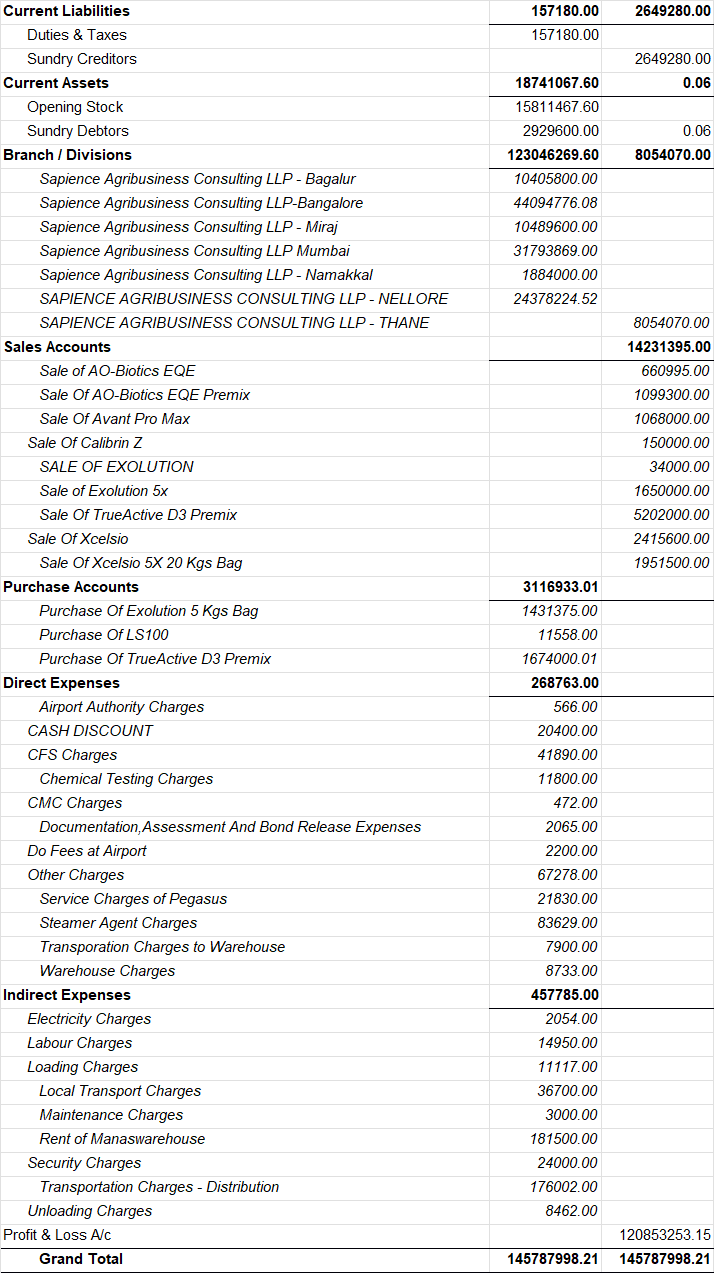 Current Liabilities 157180.00 2649280.00
Duties & Taxes 157180.00
Sundry Creditors 2649280.00
Current Assets 18741067.60 0.06
Opening Stock 15811467.60
Sundry Debtors 2929600.00 0.06
Branch / Divisions 123046269.60 8054070.00
Sapience Agribusiness Consulting LLP - Bagalur 10405800.00
Sapience Agribusiness Consulting LLP-Bangalore 44094776.08
Sapience Agribusiness Consulting LLP - Miraj 10489600.00
Sapience Agribusiness Consulting LLP Mumbai 31793869.00
Sapience Agribusiness Consulting LLP - Namakkal 1884000.00
SAPIENCE AGRIBUSINESS CONSULTING LLP - NELLORE 24378224.52
SAPIENCE AGRIBUSINESS CONSULTING LLP - THANE 8054070.00
Sales Accounts 14231395.00
Sale of AO-Biotics EQE 660995.00
Sale Of AO-Biotics EQE Premix 1099300.00
Sale Of Avant Pro Max 1068000.00
Sale Of Calibrin Z 150000.00
SALE OF EXOLUTION 34000.00
Sale of Exolution 5x 1650000.00
Sale Of TrueActive D3 Premix 5202000.00
Sale Of Xcelsio 2415600.00
Sale Of Xcelsio 5X 20 Kgs Bag 1951500.00
Purchase Accounts 3116933.01
Purchase Of Exolution 5 Kgs Bag 1431375.00
Purchase Of LS100 11558.00
Purchase Of TrueActive D3 Premix 1674000.01
Direct Expenses 268763.00
Airport Authority Charges 566.00
CASH DISCOUNT 20400.00
CFS Charges 41890.00
Chemical Testing Charges 11800.00
CMC Charges 472.00
Documentation,Assessment And Bond Release Expenses 2065.00
Do Fees at Airport 2200.00
Other Charges 67278.00
Service Charges of Pegasus 21830.00
Steamer Agent Charges 83629.00
Transporation Charges to Warehouse 7900.00
Warehouse Charges 8733.00
Indirect Expenses 457785.00
Electricity Charges 2054.00
Labour Charges 14950.00
Loading Charges 11117.00
Local Transport Charges 36700.00
Maintenance Charges 3000.00
Rent of Manaswarehouse 181500.00
Security Charges 24000.00
Transportation Charges - Distribution 176002.00
Unloading Charges 8462.00
Profit & Loss A/c 120853253.15
Grand Total 145787998.21 145787998.21